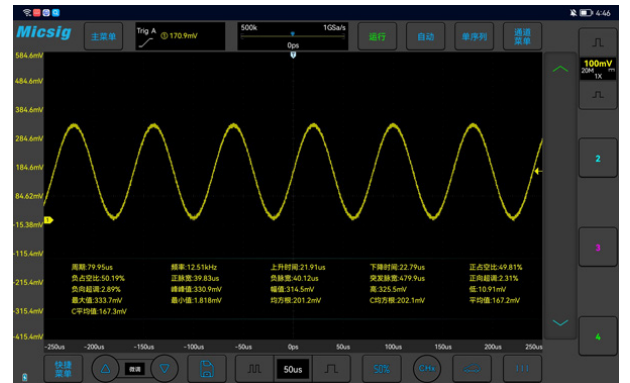 4:46
Micsig
主菜单
Trig A
① 170.9mV
500k
1GSa/s
0ps
运行
自动
单序列
通道
菜单
584.6mV
484.6mV
384.6mV
284.6mV
184.6mV
84.62mV
-15.38mV
-115.4mV
-215.4mV
-315.4mV
-415.4mV
100mV
20M
1X
2
3
4
周期:79.95us
频率:12.51kHz
上升时间:21.91us
下降时间:22.79us
正占空比:49.81%
负占空比:50.19%
正脉宽:39.83us
负脉宽:40.12us
突发脉宽:479.9us
正向超调:2.31%
负向超调:2.89%
峰峰值:330.9mV
幅值:314.5mV
高:325.5mV
低:10.91mV
最大值:333.7mV
最小值:1.818mV
均方根:201.2mV
C均方根:202.1mV
平均值:167.2mV
C平均值:167.3mV
-250us
-200us
-150us
-100us
-50us
0ps
50us
100us
150us
200us
250us
快捷
菜单
微调
50us
50%
CHx